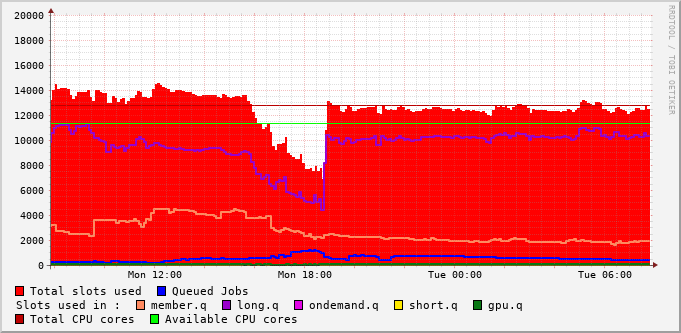 20000
18000
16000
14000
12000
10000
8000
6000
4000
2000
0
Mon 12:00 Mon 18:00 Tue 00:00 Tue 06:00
RRDTOOL / TOBI OETIKER
Total slots used Queued Jobs
Slots used in : member.q long.q ondemand.q short.q gpu.q
Total CPU cores Available CPU cores